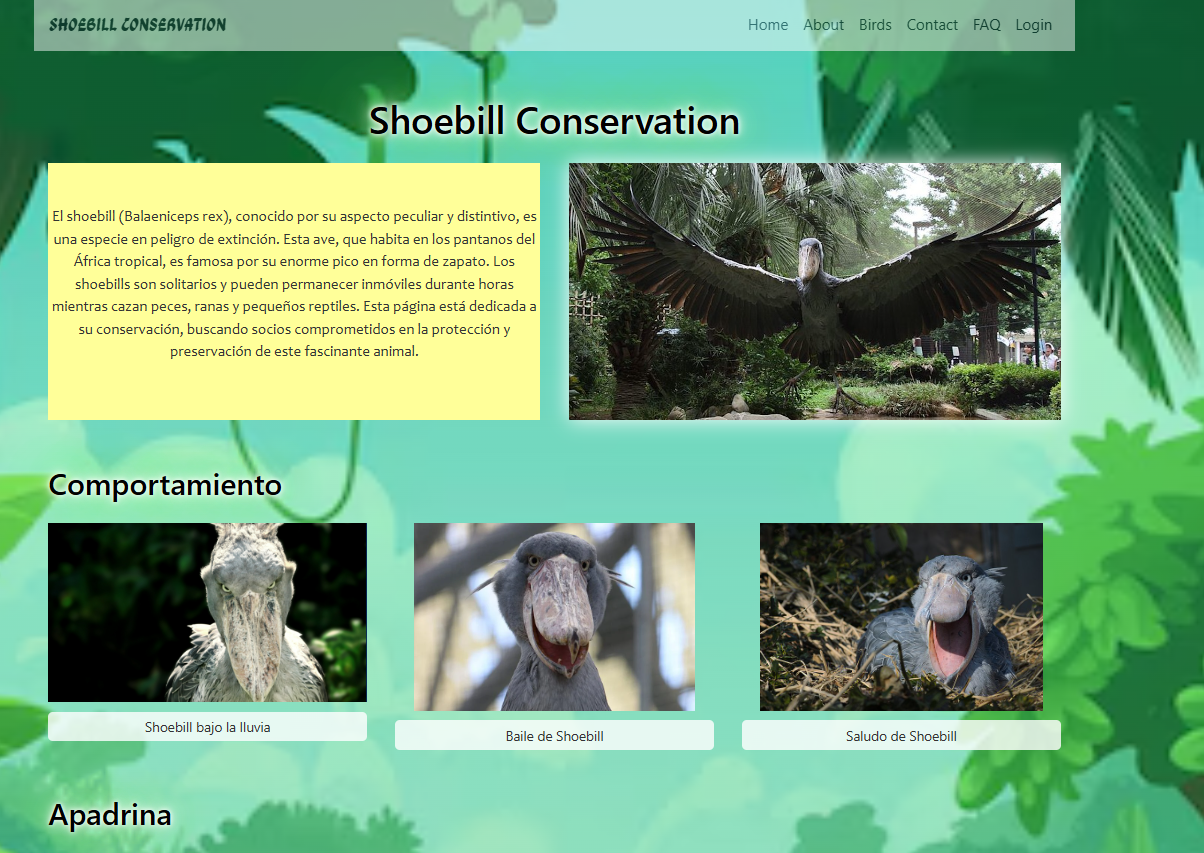 SHOEBILL CONSERVATION
Home About Birds Contact FAQ Login
Shoebill Conservation
El shoebill (Balaeniceps rex), conocido por su aspecto peculiar y distintivo, es
una especie en peligro de extinción. Esta ave, que habita en los pantanos del
África tropical, es famosa por su enorme pico en forma de zapato. Los
shoebills son solitarios y pueden permanecer inmóviles durante horas
mientras cazan peces, ranas y pequeños reptiles. Esta página está dedicada a
su conservación, buscando socios comprometidos en la protección y
preservación de este fascinante animal.
Comportamiento
Shoebill bajo la lluvia
Baile de Shoebill
Saludo de Shoebill
Apadrina